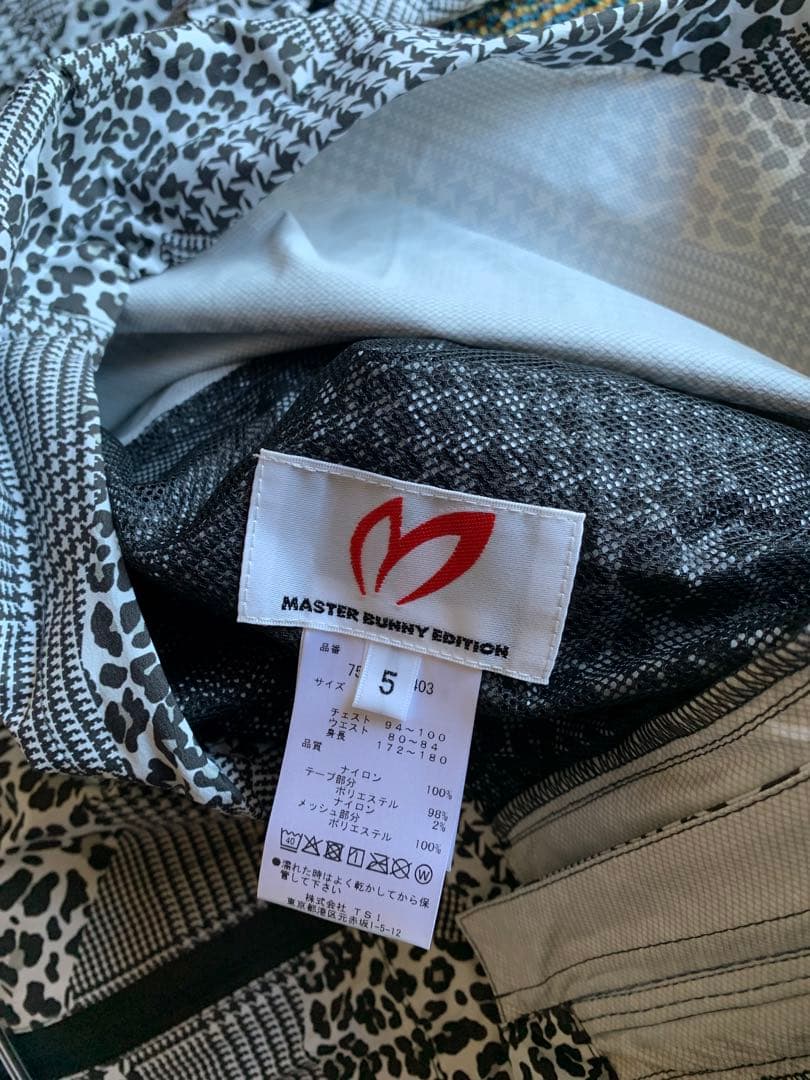 MASTER BUNNY EDITION
品番
75
403
サイズ
5
チェスト 94～100
ウエスト 80～84
身長 172～180
品質
ナイロン 100%
テープ部分
ポリエステル 98%
ナイロン 2%
メッシュ部分
ポリエステル 100%
40 W
●濡れた時はよく乾かしてから保
管して下さい
株式会社 TSI
東京都港区元赤坂1-5-12